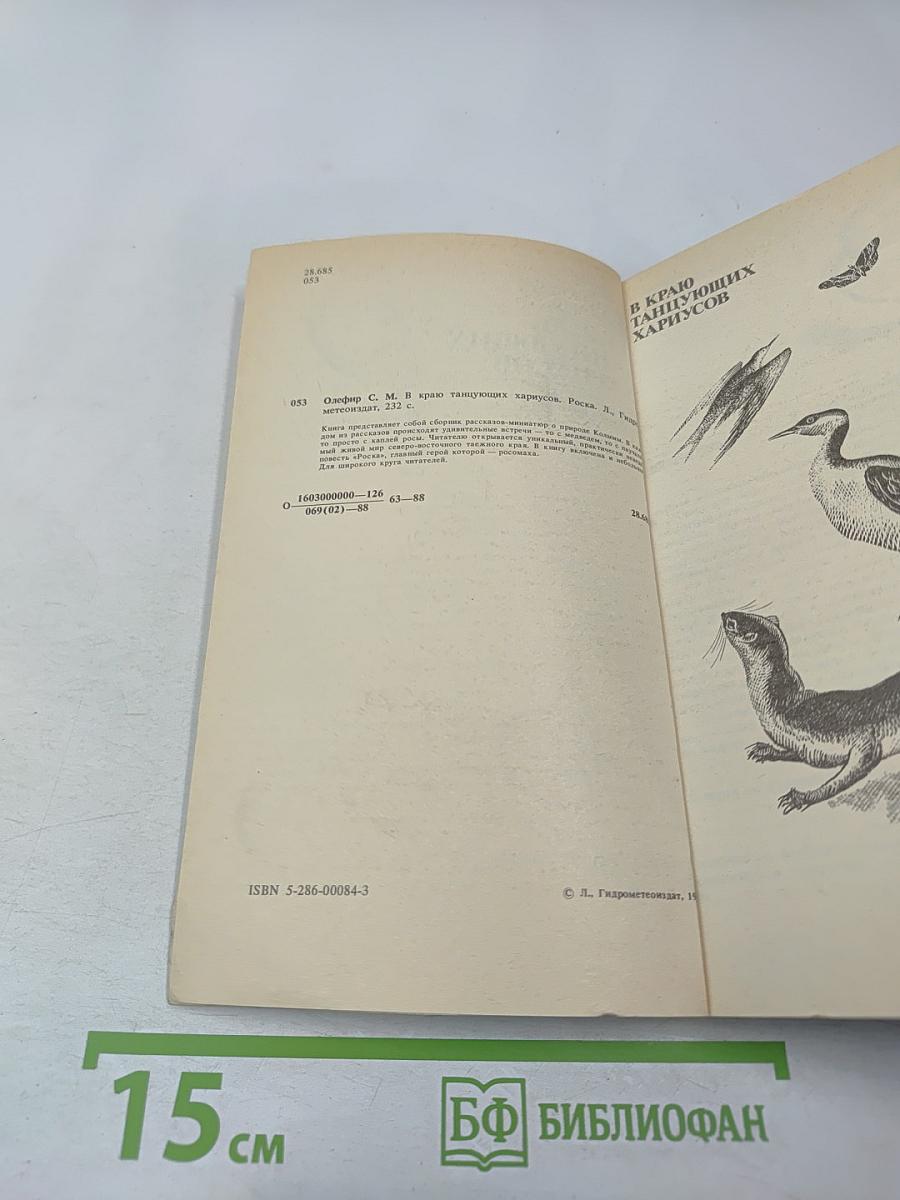 28.685
053
053 Олефир С. М. В краю танцующих хариусов. Роска. Л., Гидро-
метеоиздат, 232 с.
Книга представляет собой сборник рассказов-миниатюр о природе Колымы. В каж-
дом из рассказов происходят удивительные встречи — то с медведем, то с
то просто с каплей росы. Читателю открывается уникальный, практически
мый живой мир северо-восточного таежного края. В книгу включена и небольшая
повесть «Роска», главный герой которой — росомаха.
Для широкого круга читателей.
О 1603000000—126 63—88
069(02)—88
28.68
ISBN 5-286-00084-3
© Л., Гидрометеоиздат, 19
В КРАЮ
ТАНЦУЮЩИХ
ХАРИУСОВ
15 см
БФ БИБЛИОФАН